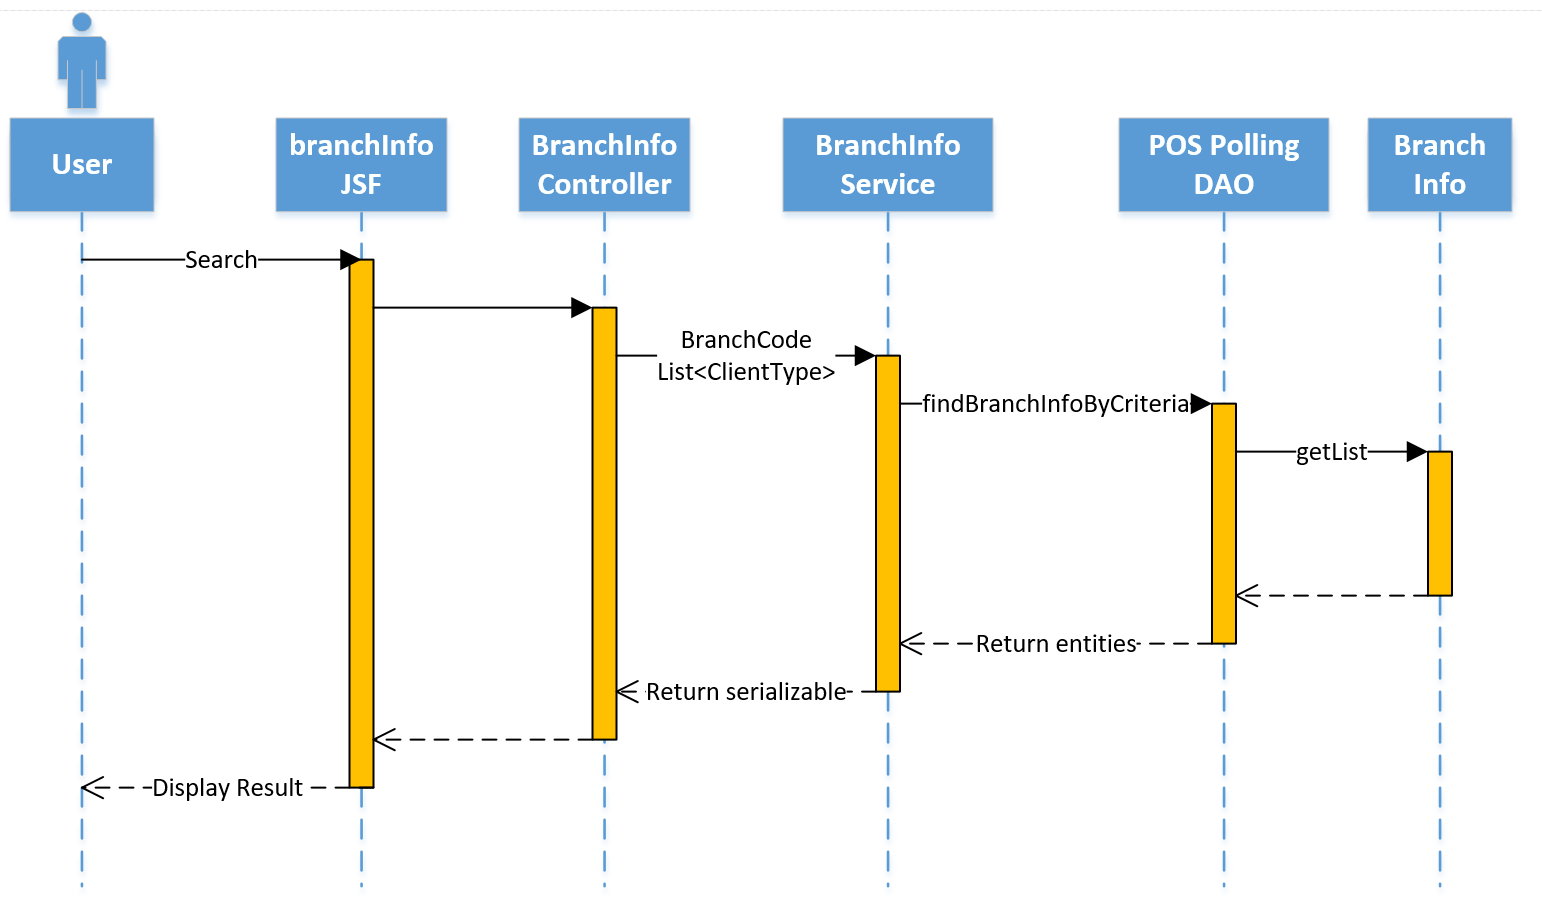 User
branchInfo
JSF
BranchInfo
Controller
BranchInfo
Service
POS Polling
DAO
Branch
Info
Search
BranchCode
List<ClientType>
findBranchInfoByCriteria
getList
Return entities
Return serializable
Display Result